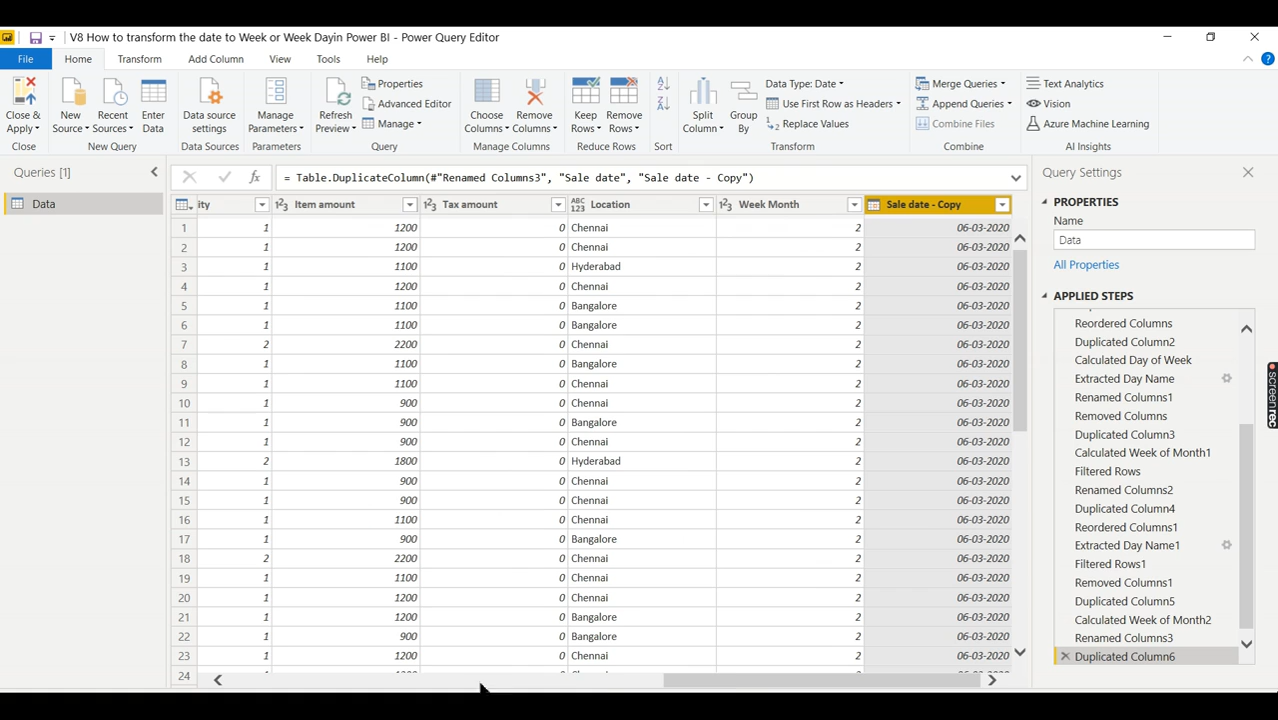 V8 How to transform the date to Week or Week Dayin Power BI - Power Query Editor
File Home Transform Add Column View Tools Help
Close & Apply New Source Recent Sources Enter Data Data source settings Manage Parameters Refresh Preview Properties Advanced Editor Manage Choose Columns Remove Columns Keep Rows Remove Rows Split Column Group By Data Type: Date Use First Row as Headers Replace Values Merge Queries Append Queries Combine Files Text Analytics Vision Azure Machine Learning
Close New Query Data Sources Parameters Query Manage Columns Reduce Rows Sort Transform Combine AI Insights
Queries [1]
Data
= Table.DuplicateColumn(#"Renamed Columns3", "Sale date", "Sale date - Copy")
ity 123 Item amount 123 Tax amount ABC 123 Location 123 Week Month Sale date - Copy
1 1 1200 0 Chennai 2 06-03-2020
2 1 1200 0 Chennai 2 06-03-2020
3 1 1100 0 Hyderabad 2 06-03-2020
4 1 1200 0 Chennai 2 06-03-2020
5 1 1100 0 Bangalore 2 06-03-2020
6 1 1100 0 Bangalore 2 06-03-2020
7 2 2200 0 Chennai 2 06-03-2020
8 1 1100 0 Bangalore 2 06-03-2020
9 1 1100 0 Chennai 2 06-03-2020
10 1 900 0 Chennai 2 06-03-2020
11 1 900 0 Bangalore 2 06-03-2020
12 1 900 0 Chennai 2 06-03-2020
13 2 1800 0 Hyderabad 2 06-03-2020
14 1 900 0 Chennai 2 06-03-2020
15 1 900 0 Chennai 2 06-03-2020
16 1 1100 0 Chennai 2 06-03-2020
17 1 900 0 Bangalore 2 06-03-2020
18 2 2200 0 Chennai 2 06-03-2020
19 1 1100 0 Chennai 2 06-03-2020
20 1 1200 0 Chennai 2 06-03-2020
21 1 1200 0 Bangalore 2 06-03-2020
22 1 900 0 Bangalore 2 06-03-2020
23 1 1200 0 Chennai 2 06-03-2020
24
Query Settings
PROPERTIES
Name
Data
All Properties
APPLIED STEPS
Reordered Columns
Duplicated Column2
Calculated Day of Week
Extracted Day Name
Renamed Columns1
Removed Columns
Duplicated Column3
Calculated Week of Month1
Filtered Rows
Renamed Columns2
Duplicated Column4
Reordered Columns1
Extracted Day Name1
Filtered Rows1
Removed Columns1
Duplicated Column5
Calculated Week of Month2
Renamed Columns3
Duplicated Column6
screenrec